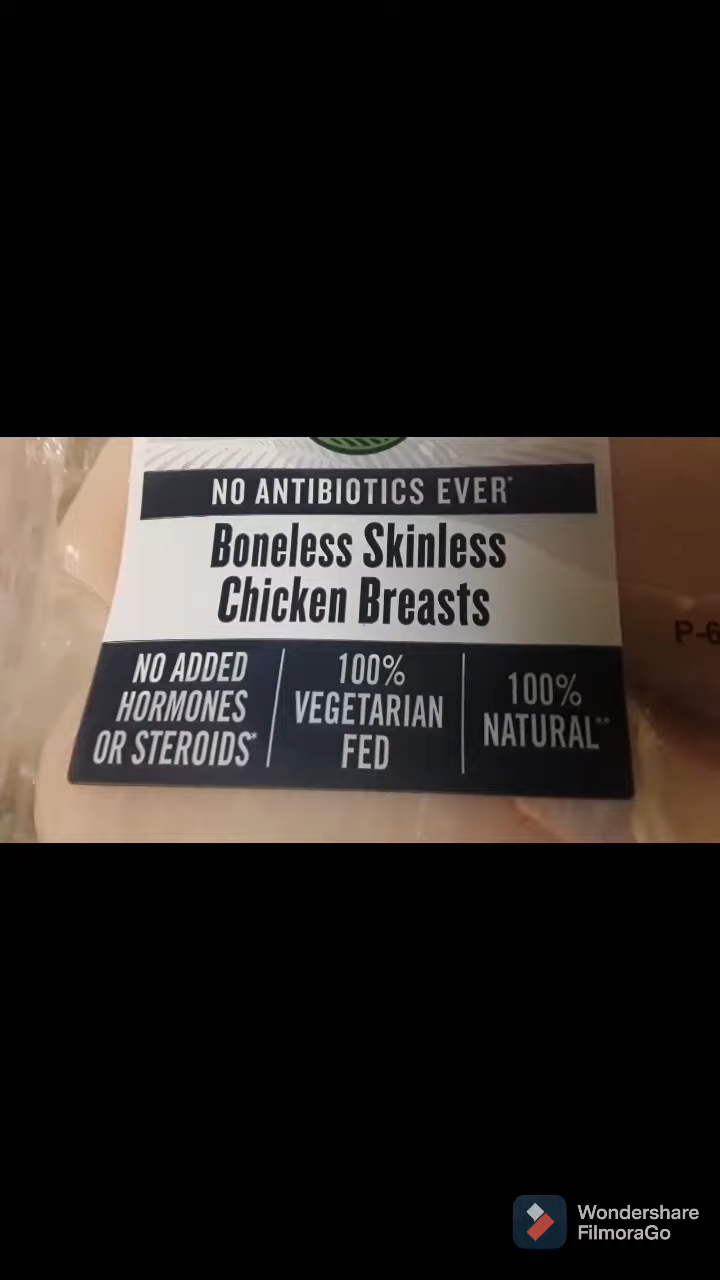 NO ANTIBIOTICS EVER*
Boneless Skinless
Chicken Breasts
NO ADDED
HORMONES
OR STEROIDS*
100%
VEGETARIAN
FED
100%
NATURAL**
P-6
Wondershare
FilmoraGo